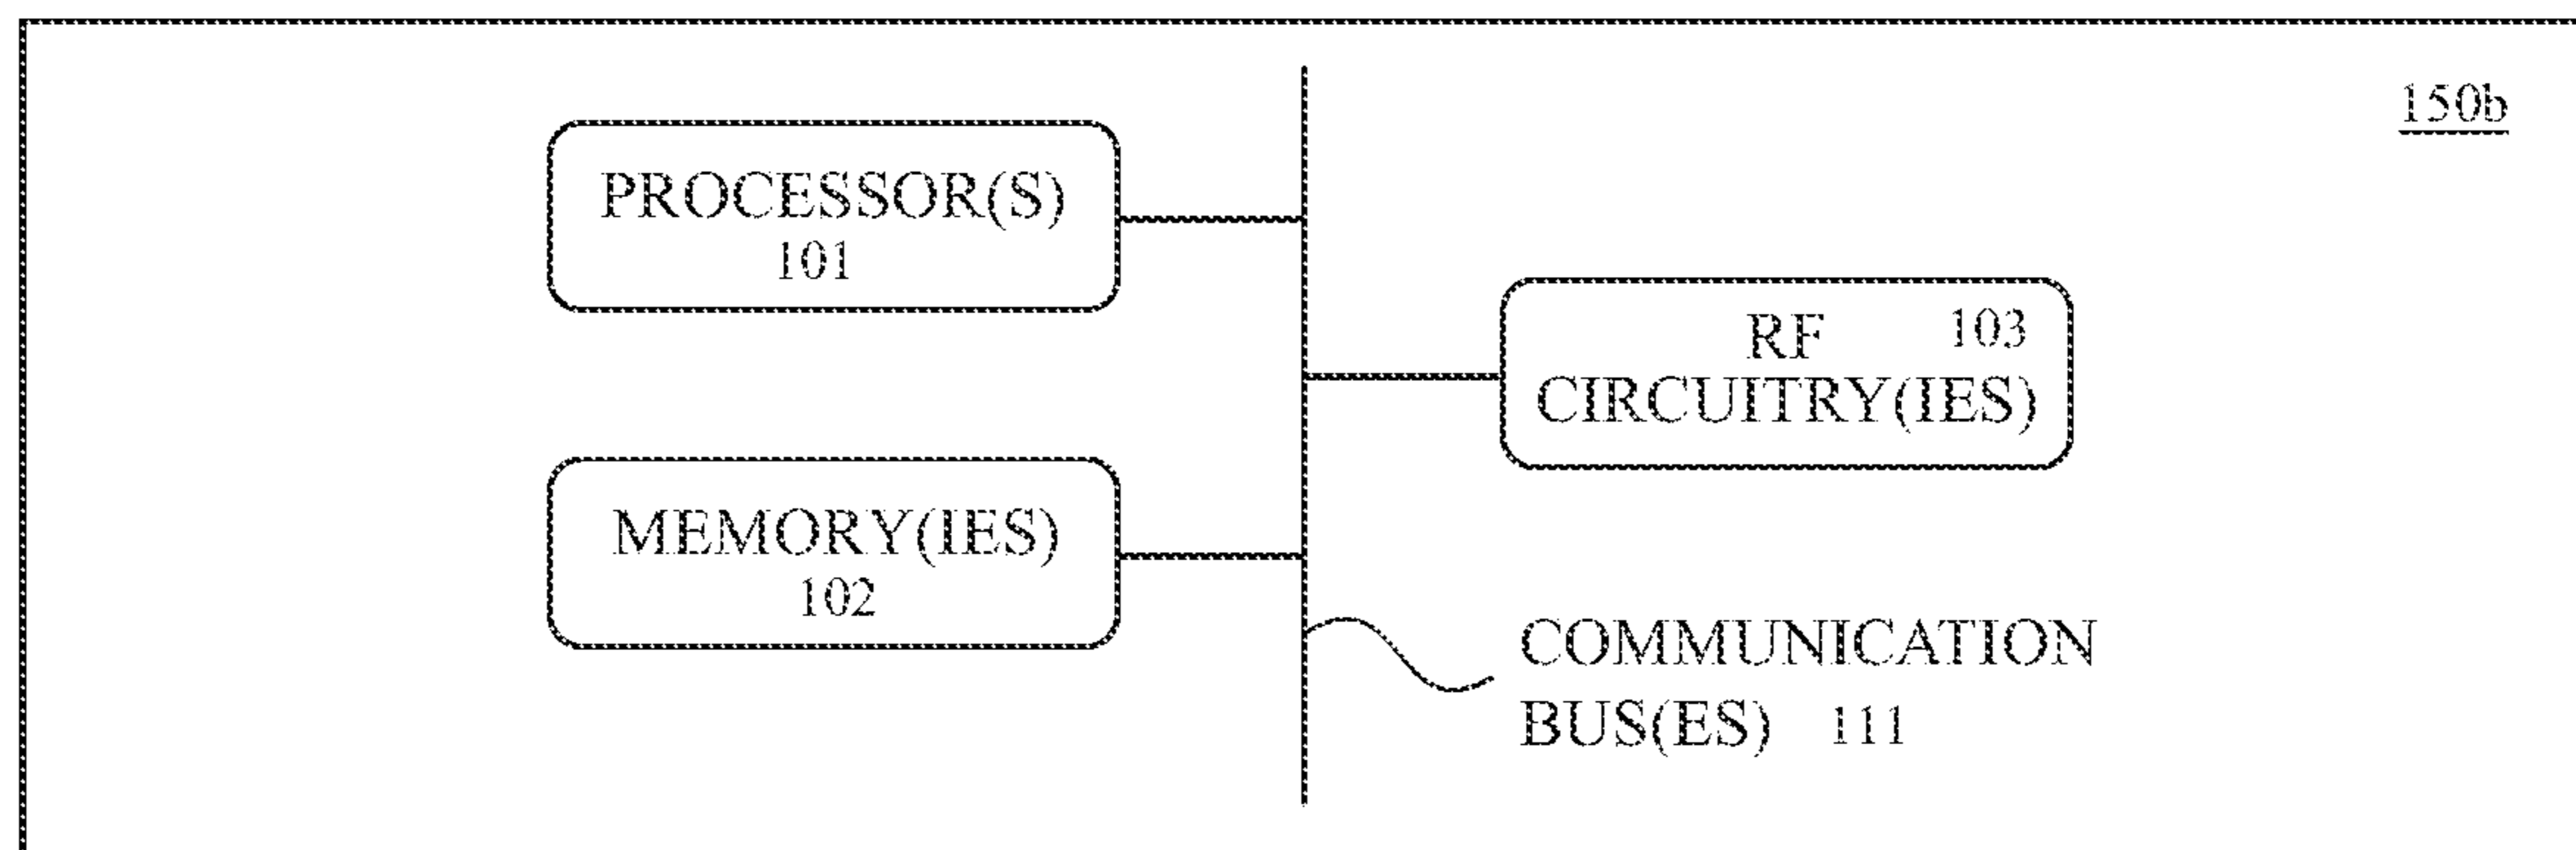 150b
PROCESSOR(S)
101
RF 103
CIRCUITRY(IES)
MEMORY(IES)
102
COMMUNICATION
BUS(ES) 111